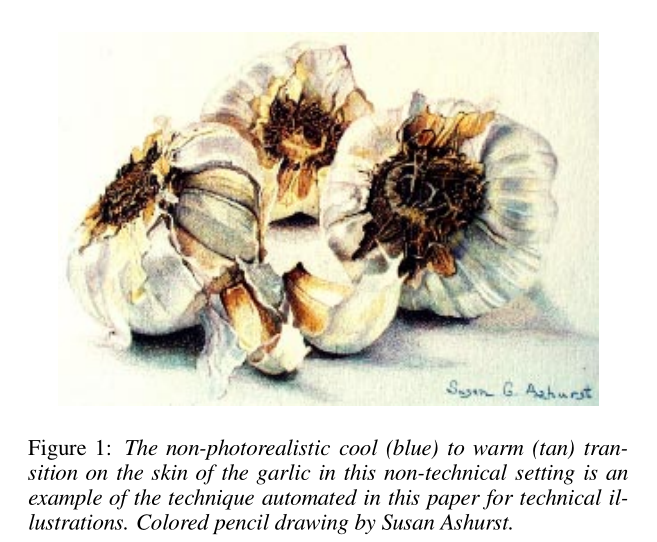 Susan G. Ashurst
Figure 1: The non-photorealistic cool (blue) to warm (tan) tran-
sition on the skin of the garlic in this non-technical setting is an
example of the technique automated in this paper for technical il-
lustrations. Colored pencil drawing by Susan Ashurst.